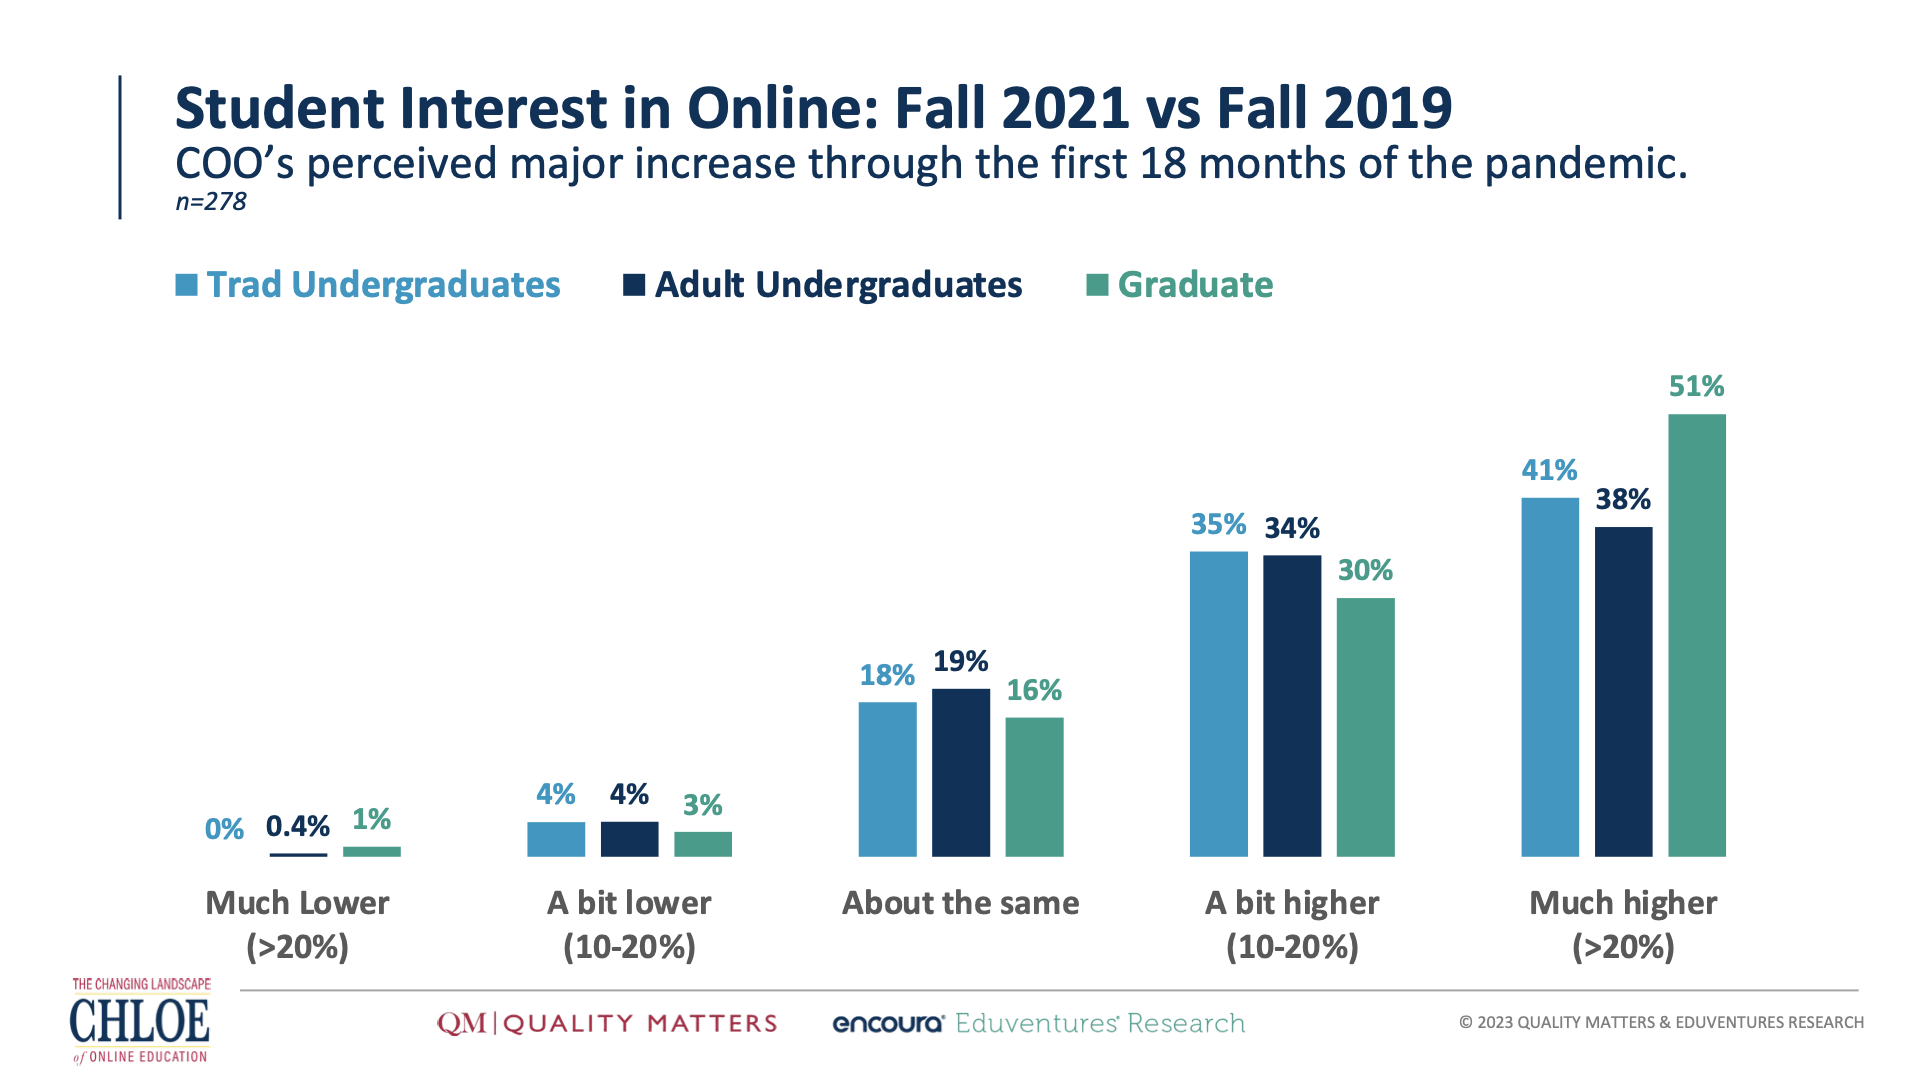 Student Interest in Online: Fall 2021 vs Fall 2019
COO’s perceived major increase through the first 18 months of the pandemic.
n=278
Trad Undergraduates Adult Undergraduates Graduate
0% 0.4% 1%
4% 4% 3%
18% 19% 16%
35% 34% 30%
41% 38% 51%
Much Lower
(>20%)
A bit lower
(10-20%)
About the same
A bit higher
(10-20%)
Much higher
(>20%)
THE CHANGING LANDSCAPE
CHLOE
of ONLINE EDUCATION
QM|QUALITY MATTERS
encoura® Eduventures® Research
© 2023 QUALITY MATTERS & EDUVENTURES RESEARCH